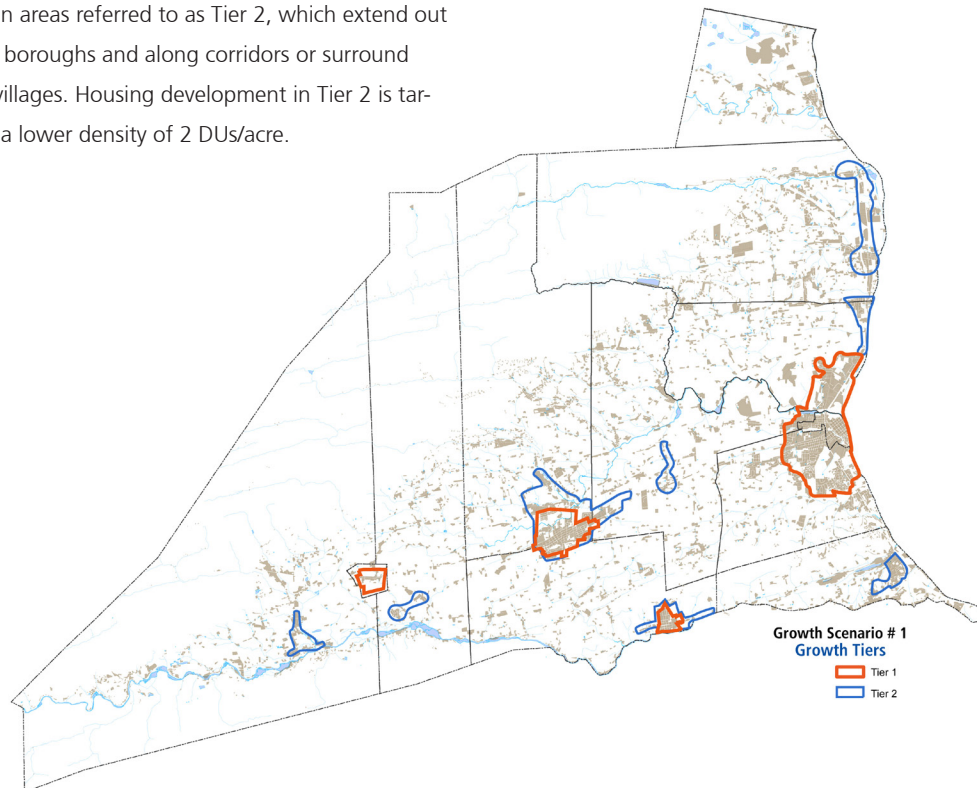 n areas referred to as Tier 2, which extend out
boroughs and along corridors or surround
villages. Housing development in Tier 2 is tar-
a lower density of 2 DUs/acre.
Growth Scenario # 1
Growth Tiers
Tier 1
Tier 2